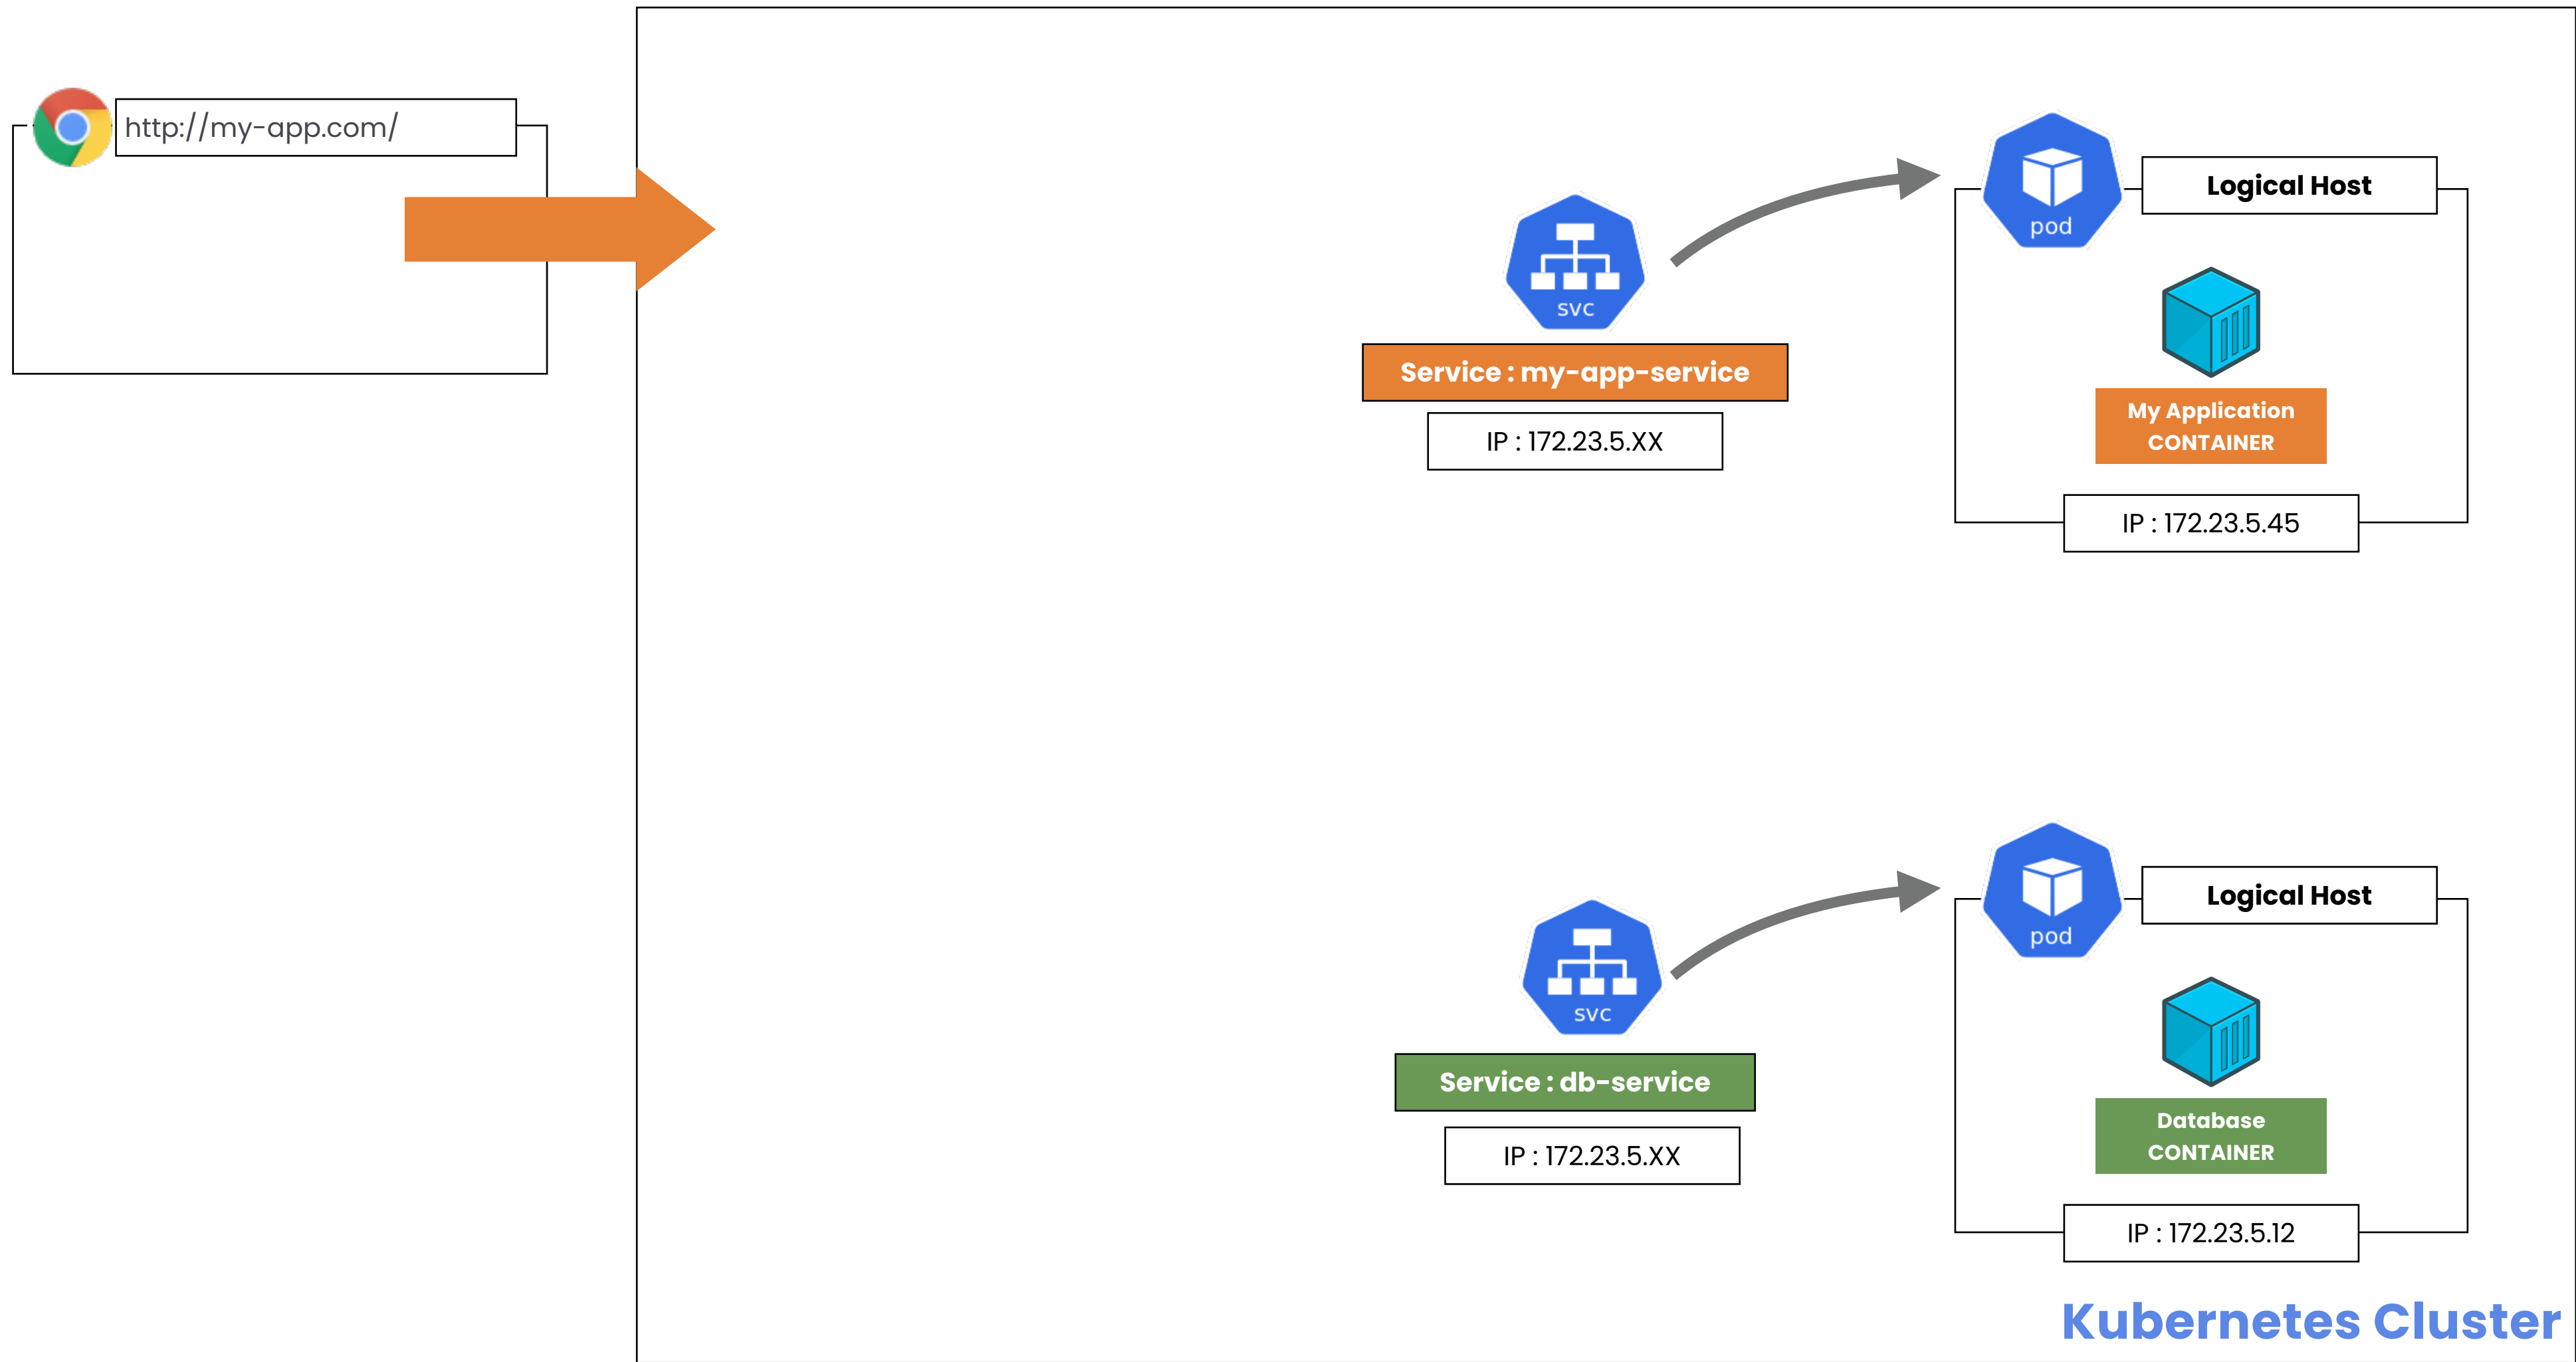 http://my-app.com/
svc
Service : my-app-service
IP : 172.23.5.XX
pod
Logical Host
My Application
CONTAINER
IP : 172.23.5.45
svc
Service : db-service
IP : 172.23.5.XX
pod
Logical Host
Database
CONTAINER
IP : 172.23.5.12
Kubernetes Cluster